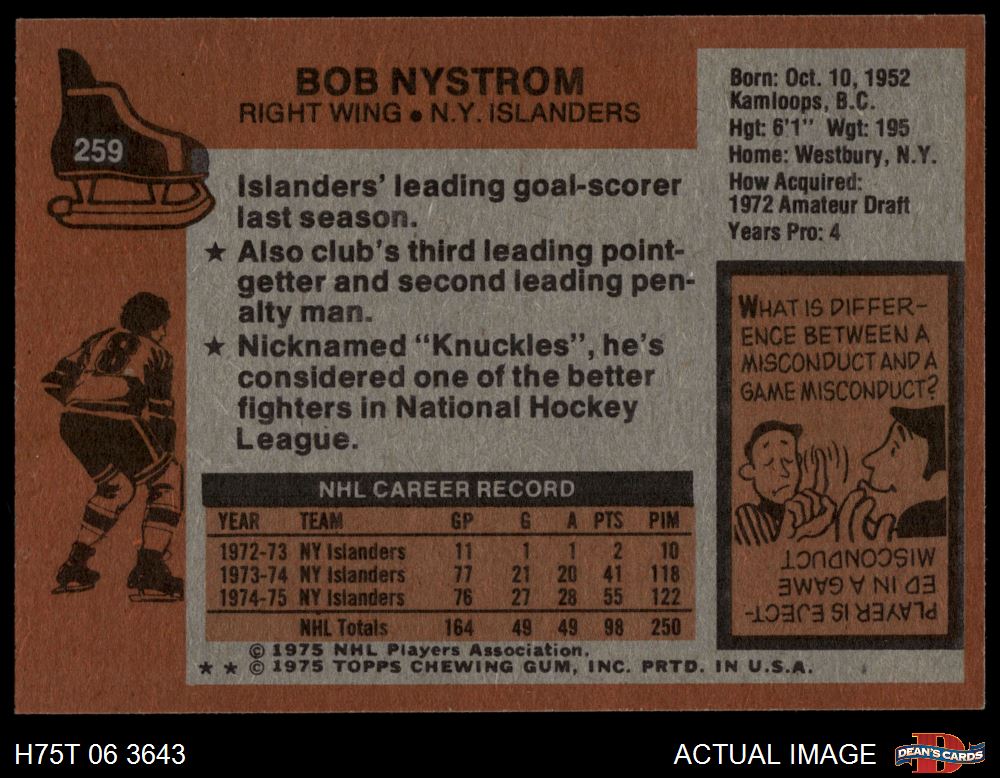 BOB NYSTROM
RIGHT WING • N.Y. ISLANDERS
259
Born: Oct. 10, 1952
Kamloops, B.C.
Hgt: 6'1" Wgt: 195
Home: Westbury, N.Y.
How Acquired:
1972 Amateur Draft
Years Pro: 4
Islanders' leading goal-scorer
last season.
★ Also club's third leading point-
getter and second leading pen-
alty man.
★ Nicknamed "Knuckles", he's
considered one of the better
fighters in National Hockey
League.
8
WHAT IS DIFFER-
ENCE BETWEEN A
MISCONDUCT AND A
GAME MISCONDUCT?
PLAYER IS EJECT-
ED IN A GAME
MISCONDUCT
NHL CAREER RECORD
YEAR TEAM GP G A PTS PIM
1972-73 NY Islanders 11 1 1 2 10
1973-74 NY Islanders 77 21 20 41 118
1974-75 NY Islanders 76 27 28 55 122
NHL Totals 164 49 49 98 250
© 1975 NHL Players Association.
★ ★ © 1975 TOPPS CHEWING GUM, INC. PRTD. IN U.S.A.
H75T 06 3643
ACTUAL IMAGE
D
DEAN'S CARDS